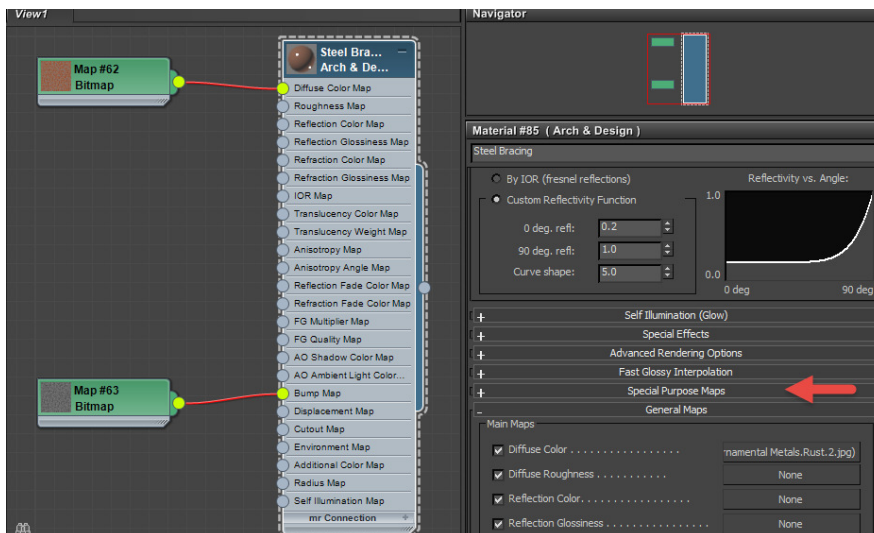 View1
Map #62
Bitmap
Steel Bra...
Arch & De...
Diffuse Color Map
Roughness Map
Reflection Color Map
Reflection Glossiness Map
Refraction Color Map
Refraction Glossiness Map
IOR Map
Translucency Color Map
Translucency Weight Map
Anisotropy Map
Anisotropy Angle Map
Reflection Fade Color Map
Refraction Fade Color Map
FG Multiplier Map
FG Quality Map
AO Shadow Color Map
AO Ambient Light Color...
Bump Map
Displacement Map
Cutout Map
Environment Map
Additional Color Map
Radius Map
Self Illumination Map
mr Connection +
Map #63
Bitmap
Navigator
Material #85 ( Arch & Design )
Steel Bracing
By IOR (fresnel reflections)
Custom Reflectivity Function
0 deg. refl: 0.2
90 deg. refl: 1.0
Curve shape: 5.0
Reflectivity vs. Angle:
1.0
0.0
0 deg 90 deg
+ Self Illumination (Glow)
+ Special Effects
+ Advanced Rendering Options
+ Fast Glossy Interpolation
+ Special Purpose Maps
- General Maps
Main Maps
Diffuse Color . . . . . . . . . . . . . . . . . rnamental Metals.Rust.2.jpg)
Diffuse Roughness . . . . . . . . . . . None
Reflection Color. . . . . . . . . . . . . . . . . None
Reflection Glossiness . . . . . . . . . . . . . . . . None